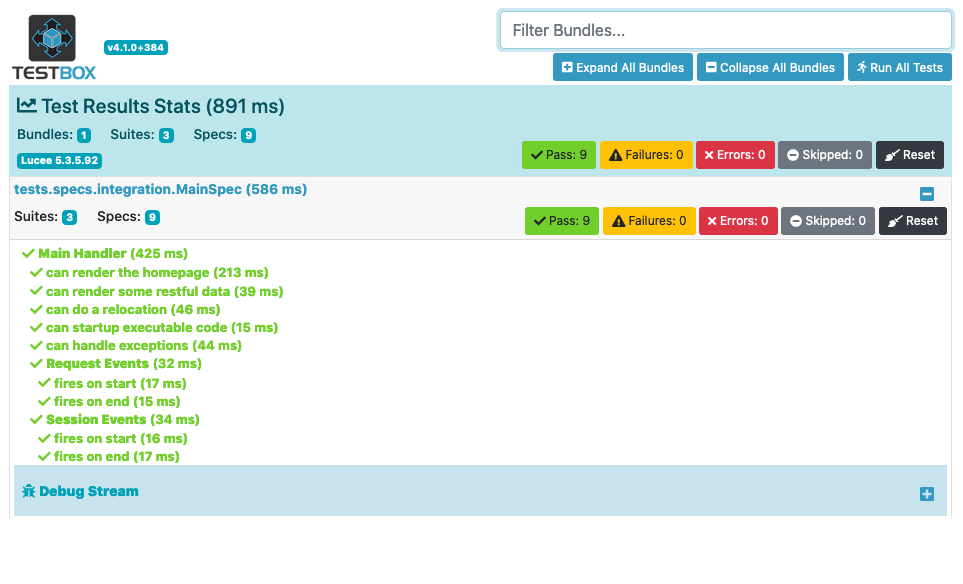 TESTBOX
v4.1.0+384
Filter Bundles...
Expand All Bundles
Collapse All Bundles
Run All Tests
Test Results Stats (891 ms)
Bundles: 1 Suites: 3 Specs: 9
Lucee 5.3.5.92
Pass: 9
Failures: 0
Errors: 0
Skipped: 0
Reset
tests.specs.integration.MainSpec (586 ms)
Suites: 3 Specs: 9
Pass: 9
Failures: 0
Errors: 0
Skipped: 0
Reset
Main Handler (425 ms)
can render the homepage (213 ms)
can render some restful data (39 ms)
can do a relocation (46 ms)
can startup executable code (15 ms)
can handle exceptions (44 ms)
Request Events (32 ms)
fires on start (17 ms)
fires on end (15 ms)
Session Events (34 ms)
fires on start (16 ms)
fires on end (17 ms)
Debug Stream